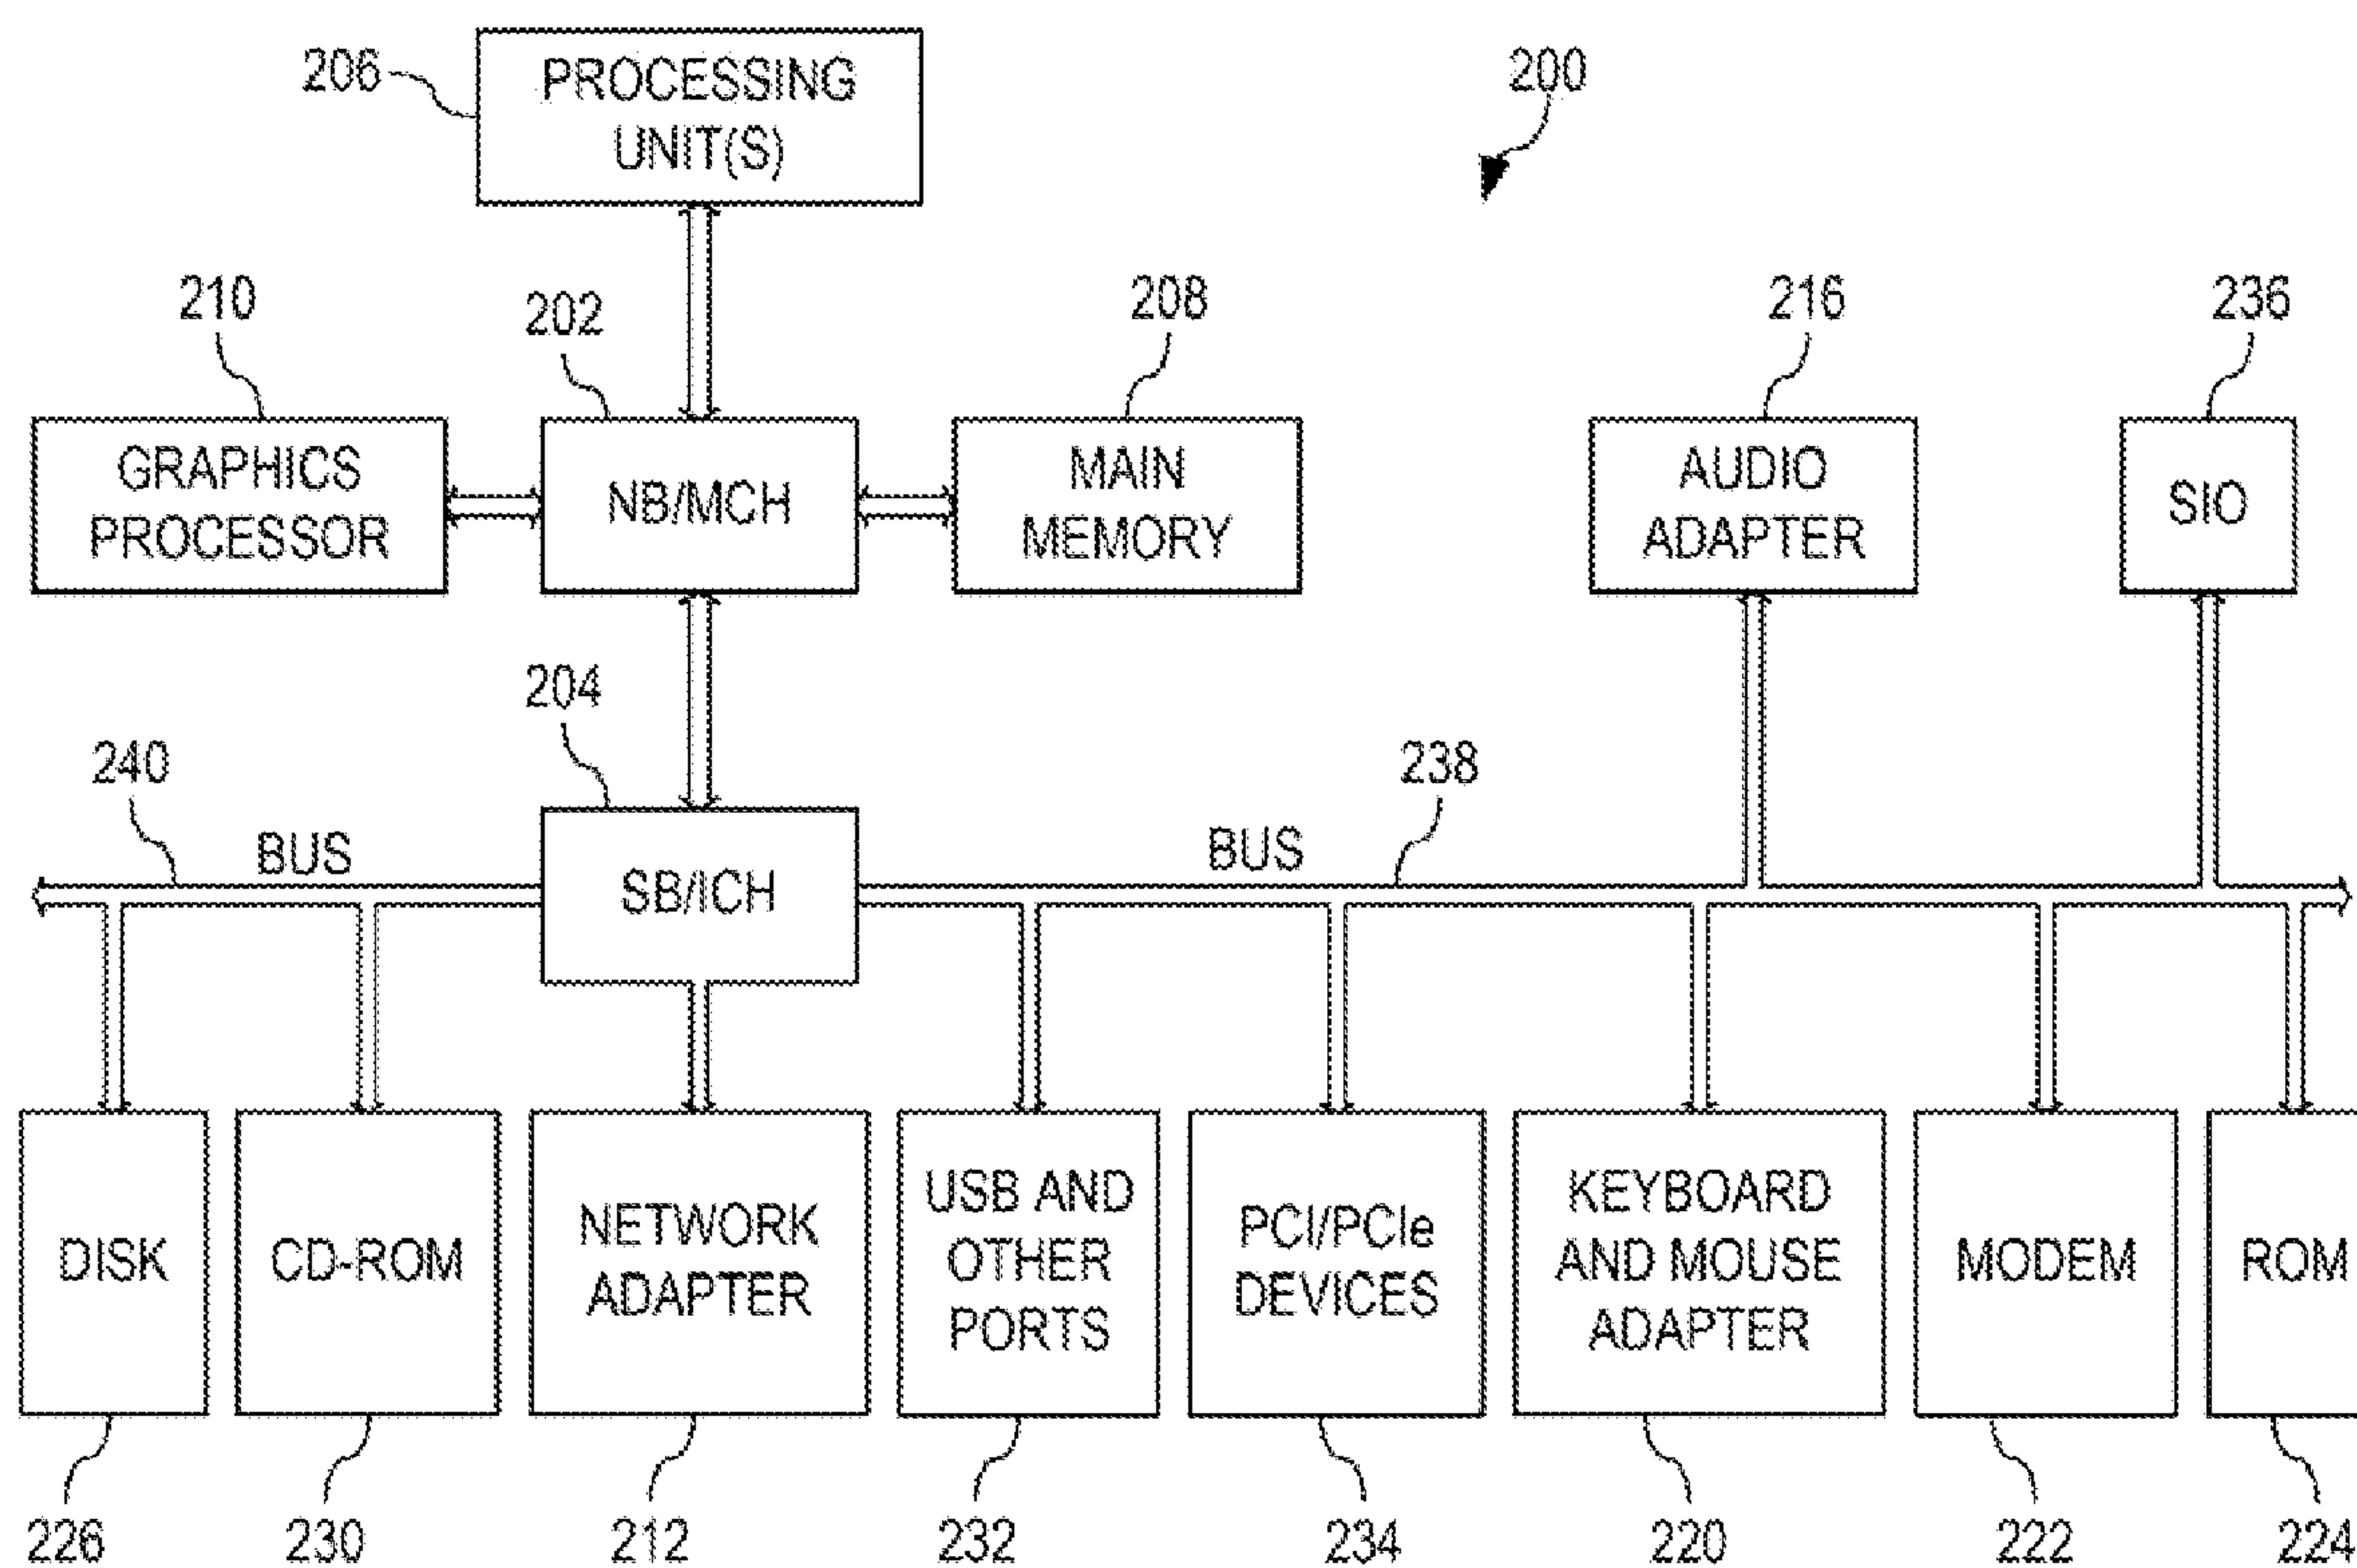 206
PROCESSING
UNIT(S)
200
210
202
208
216
236
GRAPHICS
PROCESSOR
NB/MCH
MAIN
MEMORY
AUDIO
ADAPTER
SIO
204
240
238
BUS
BUS
SB/ICH
DISK
CD-ROM
NETWORK
ADAPTER
USB AND
OTHER
PORTS
PCI/PCIe
DEVICES
KEYBOARD
AND MOUSE
ADAPTER
MODEM
ROM
226
230
212
232
234
220
222
224